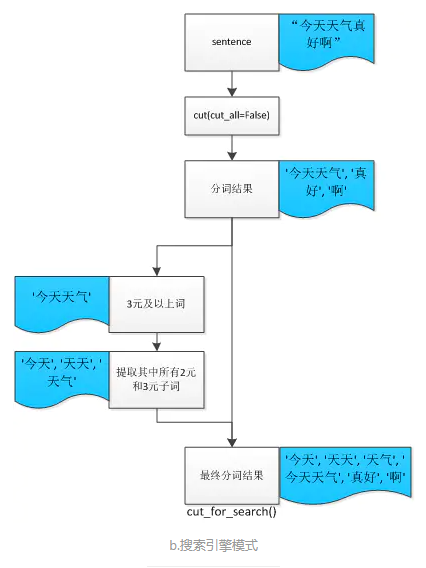 sentence
“今天天气真
好啊”
cut(cut_all=False)
分词结果
'今天天气', '真
好', '啊'
'今天天气'
3元及以上词
'今天', '天天', '
天气'
提取其中所有2元
和3元子词
最终分词结果
'今天', '天天', '天气', '
今天天气', '真好', '啊'
cut_for_search()
b.搜索引擎模式